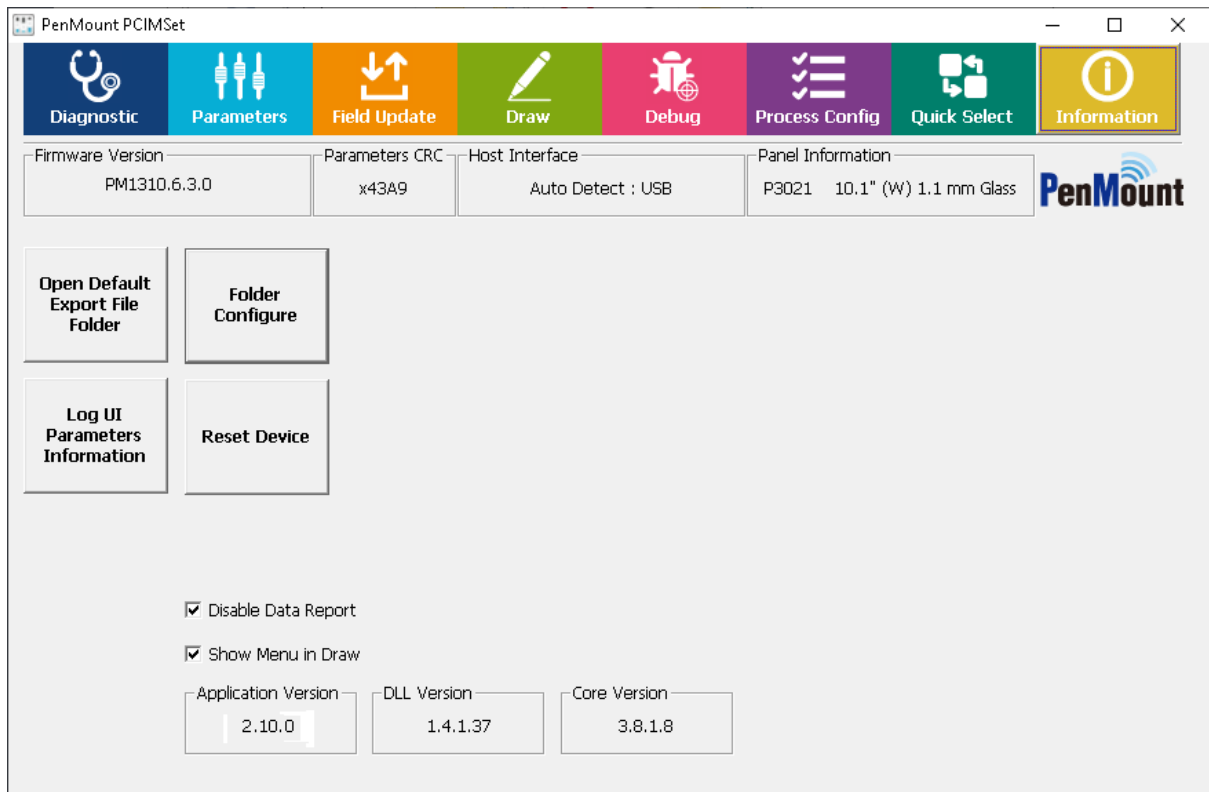 PenMount PCIMSet
Diagnostic
Parameters
Field Update
Draw
Debug
Process Config
Quick Select
Information
Firmware Version
PM1310.6.3.0
Parameters CRC
x43A9
Host Interface
Auto Detect : USB
Panel Information
P3021 10.1" (W) 1.1 mm Glass
PenMount
Open Default
Export File
Folder
Folder
Configure
Log UI
Parameters
Information
Reset Device
Disable Data Report
Show Menu in Draw
Application Version
2.10.0
DLL Version
1.4.1.37
Core Version
3.8.1.8